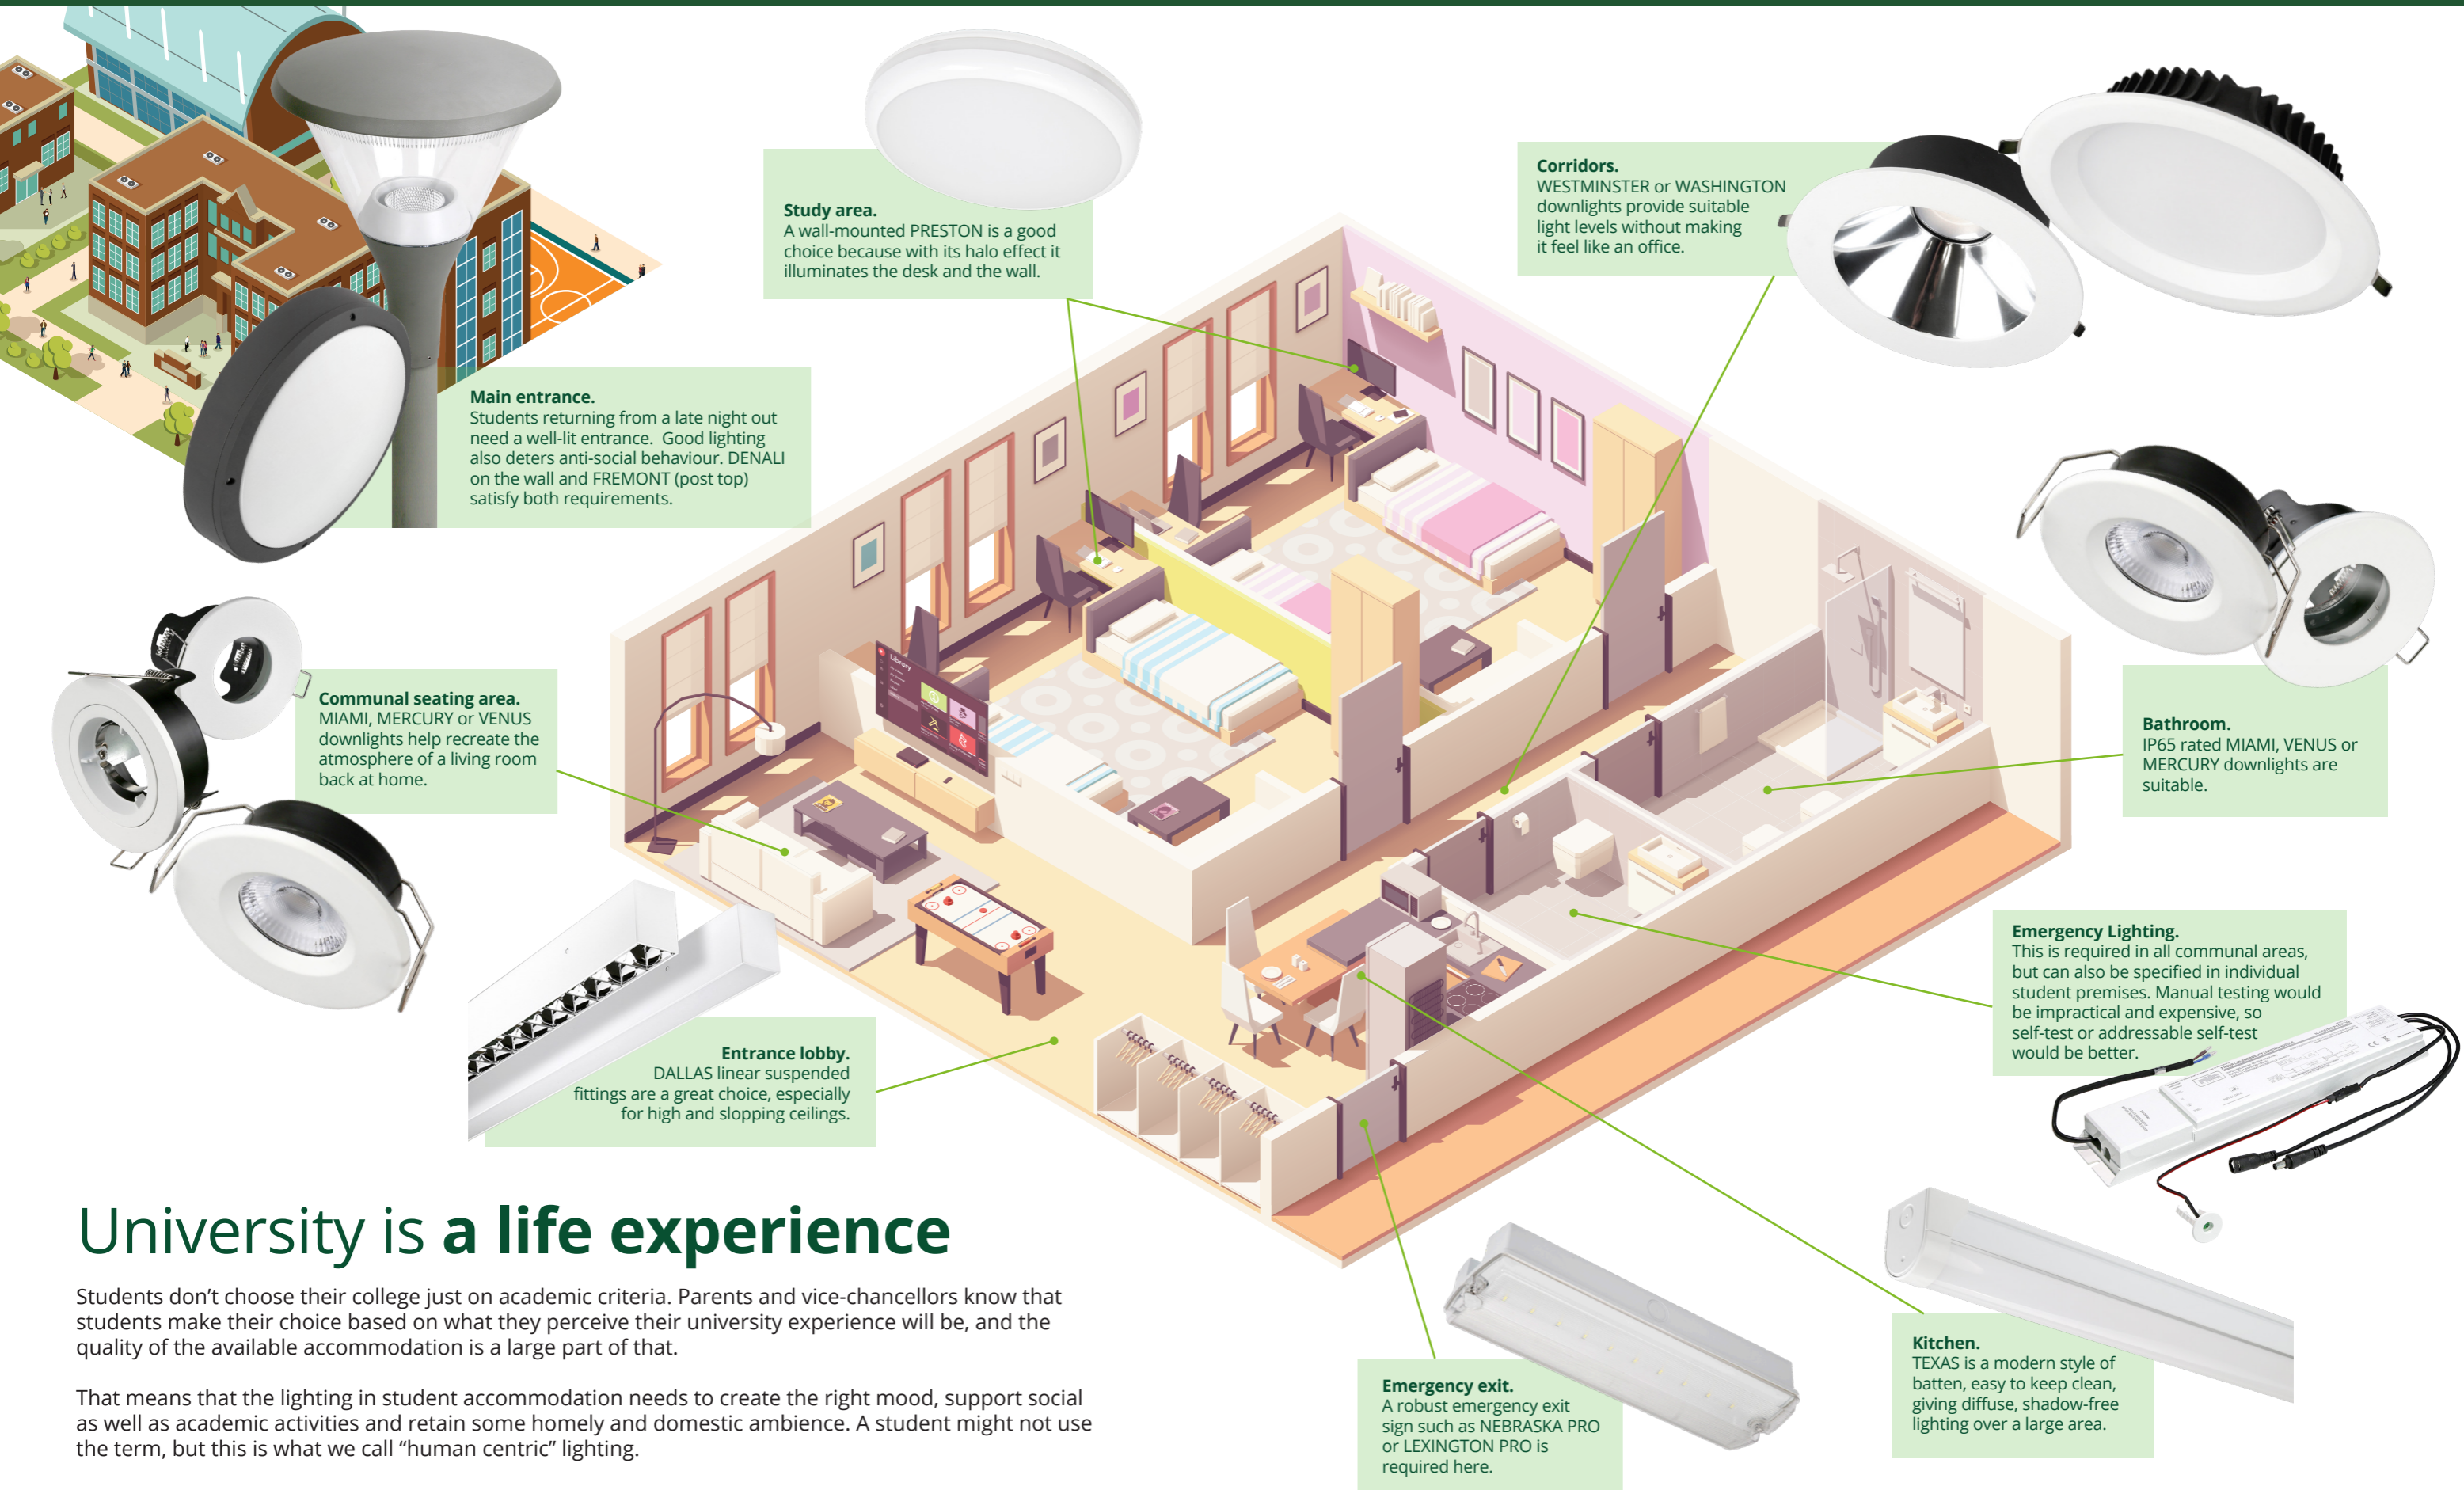 Study area.
A wall-mounted PRESTON is a good
choice because with its halo effect it
illuminates the desk and the wall.
Corridors.
WESTMINSTER or WASHINGTON
downlights provide suitable
light levels without making
it feel like an office.
Main entrance.
Students returning from a late night out
need a well-lit entrance.  Good lighting
also deters anti-social behaviour. DENALI
on the wall and FREMONT (post top)
satisfy both requirements.
Communal seating area.
MIAMI, MERCURY or VENUS
downlights help recreate the
atmosphere of a living room
back at home.
Library
Bathroom.
IP65 rated MIAMI, VENUS or
MERCURY downlights are
suitable.
Emergency Lighting.
This is required in all communal areas,
but can also be specified in individual
student premises. Manual testing would
be impractical and expensive, so
self-test or addressable self-test
would be better.
Entrance lobby.
DALLAS linear suspended
fittings are a great choice, especially
for high and slopping ceilings.
University is a life experience
Students don’t choose their college just on academic criteria. Parents and vice-chancellors know that
students make their choice based on what they perceive their university experience will be, and the
quality of the available accommodation is a large part of that.
That means that the lighting in student accommodation needs to create the right mood, support social
as well as academic activities and retain some homely and domestic ambience. A student might not use
the term, but this is what we call “human centric” lighting.
Emergency exit.
A robust emergency exit
sign such as NEBRASKA PRO
or LEXINGTON PRO is
required here.
Kitchen.
TEXAS is a modern style of
batten, easy to keep clean,
giving diffuse, shadow-free
lighting over a large area.